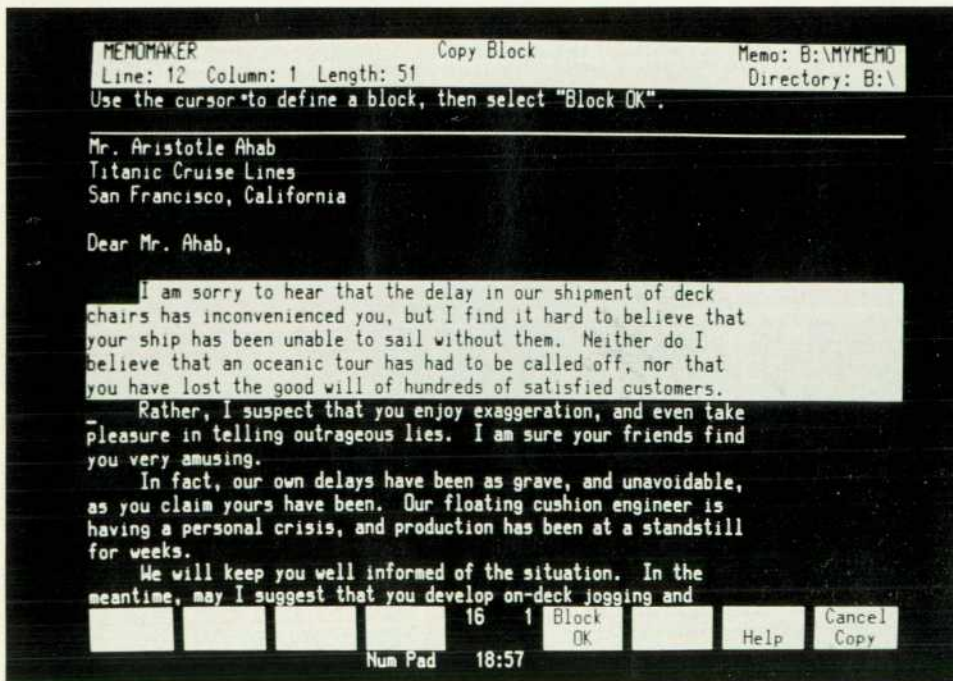 MEMOMAKER Copy Block Memo: B:\MYMEMO
Line: 12 Column: 1 Length: 51 Directory: B:\
Use the cursor to define a block, then select "Block OK".
Mr. Aristotle Ahab
Titanic Cruise Lines
San Francisco, California
Dear Mr. Ahab,
I am sorry to hear that the delay in our shipment of deck
chairs has inconvenienced you, but I find it hard to believe that
your ship has been unable to sail without them. Neither do I
believe that an oceanic tour has had to be called off, nor that
you have lost the good will of hundreds of satisfied customers.
Rather, I suspect that you enjoy exaggeration, and even take
pleasure in telling outrageous lies. I am sure your friends find
you very amusing.
In fact, our own delays have been as grave, and unavoidable,
as you claim yours have been. Our floating cushion engineer is
having a personal crisis, and production has been at a standstill
for weeks.
We will keep you well informed of the situation. In the
meantime, may I suggest that you develop on-deck jogging and
16 1 Block Cancel
OK Help Copy
Num Pad 18:57